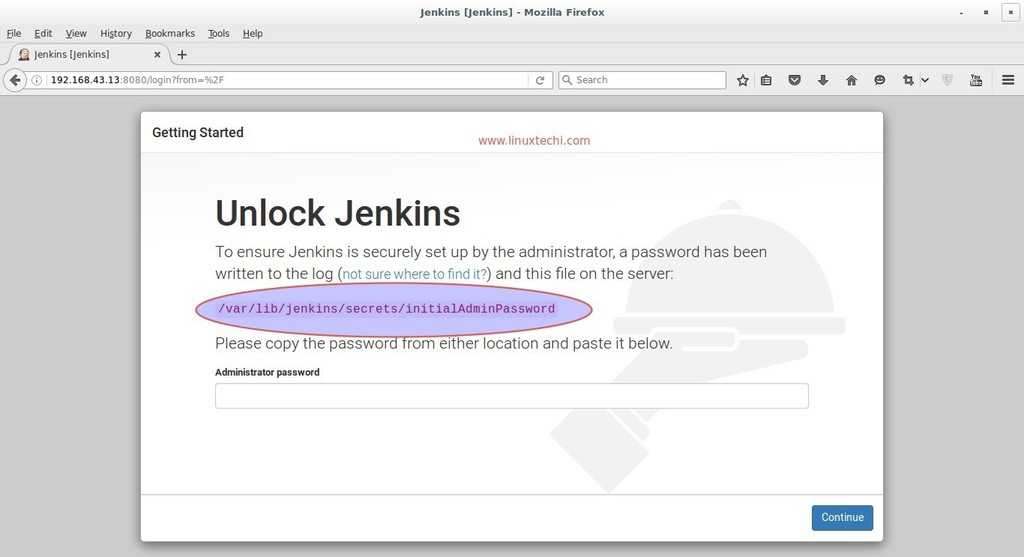 Jenkins [Jenkins] - Mozilla Firefox
File Edit View History Bookmarks Tools Help
Jenkins [Jenkins]
192.168.43.13:8080/login?from=%2F
Search
You
Getting Started
www.linuxtechi.com
Unlock Jenkins
To ensure Jenkins is securely set up by the administrator, a password has been
written to the log (not sure where to find it?) and this file on the server:
/var/lib/jenkins/secrets/initialAdminPassword
Please copy the password from either location and paste it below.
Administrator password
Continue